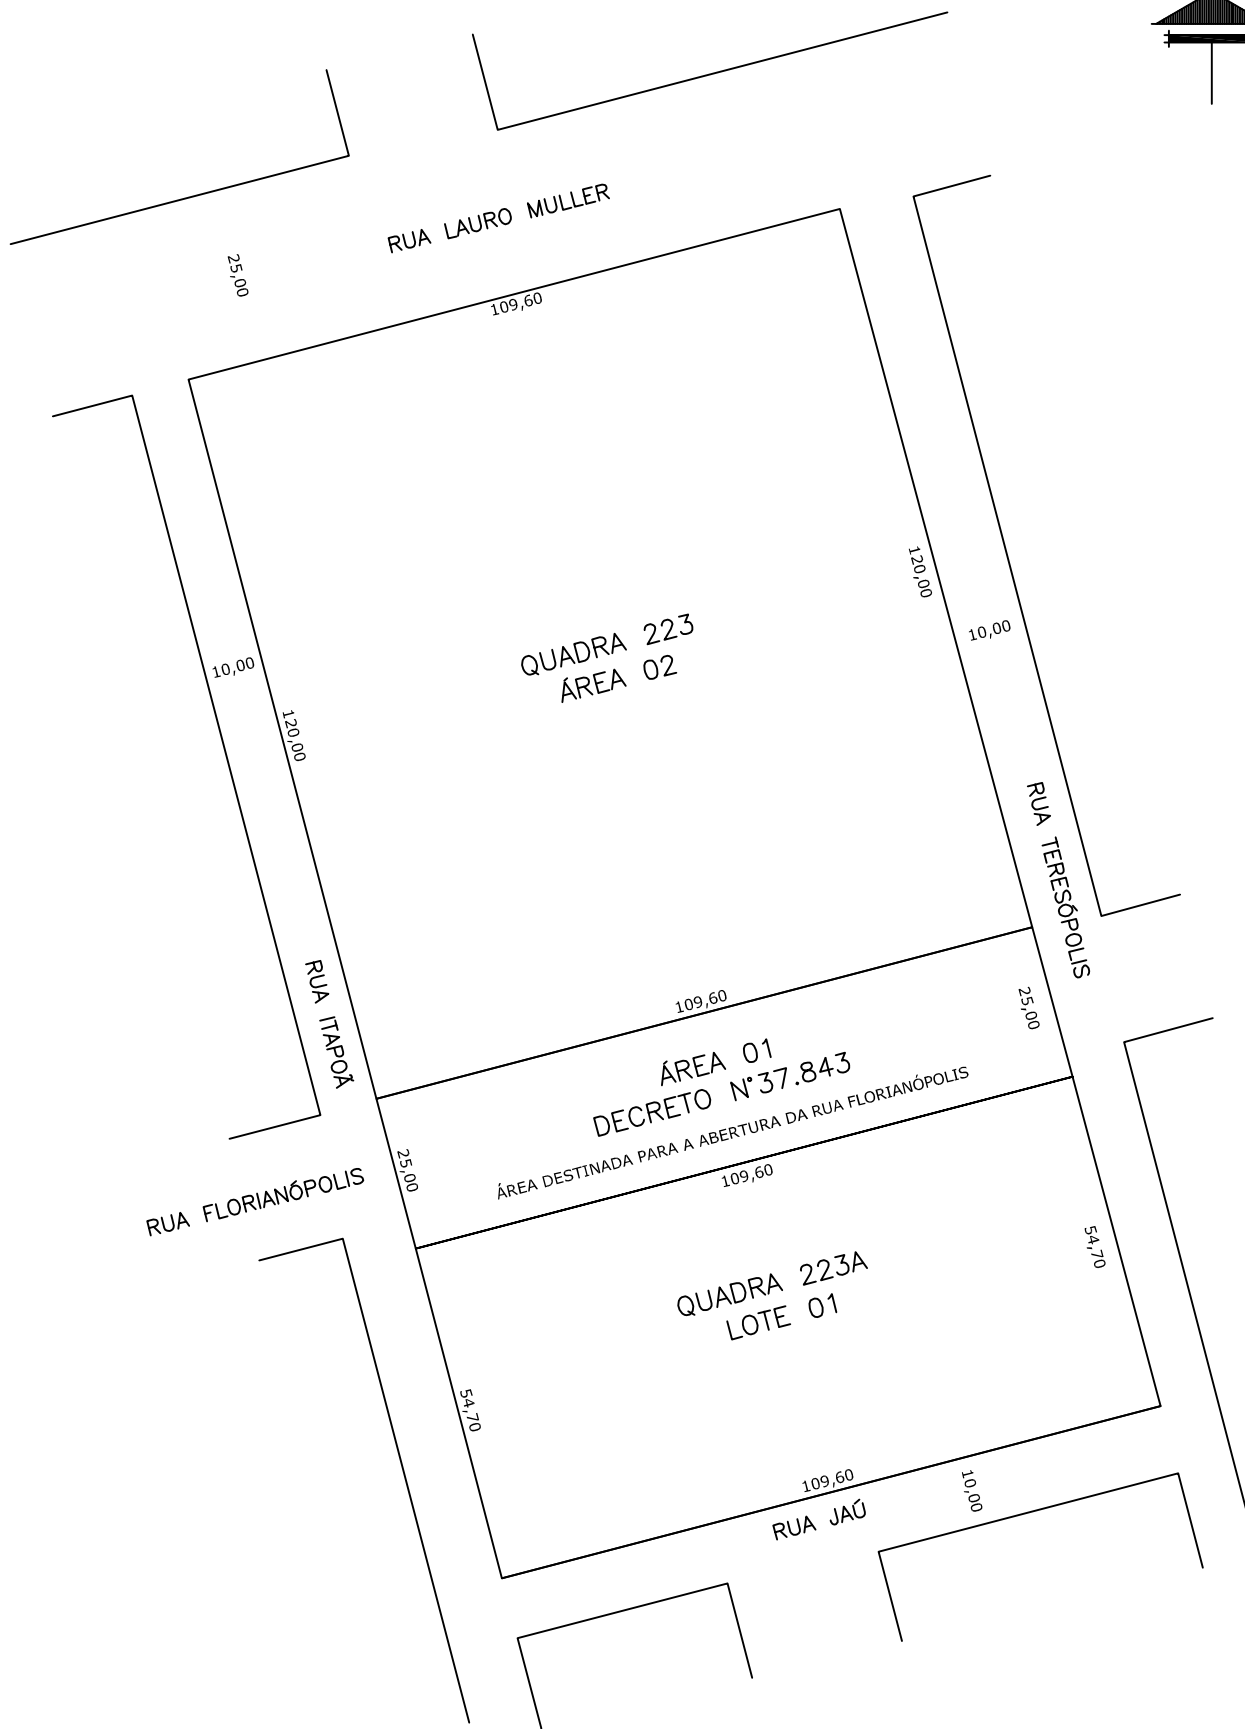 RUA LAURO MULLER
25,00
109,60
120,00
10,00
QUADRA 223
ÁREA 02
10,00
120,00
RUA TERESÓPOLIS
RUA ITAPOÃ
109,60
25,00
ÁREA 01
DECRETO N°37.843
ÁREA DESTINADA PARA A ABERTURA DA RUA FLORIANÓPOLIS
25,00
RUA FLORIANÓPOLIS
109,60
54,70
QUADRA 223A
LOTE 01
54,70
109,60
10,00
RUA JAÚ